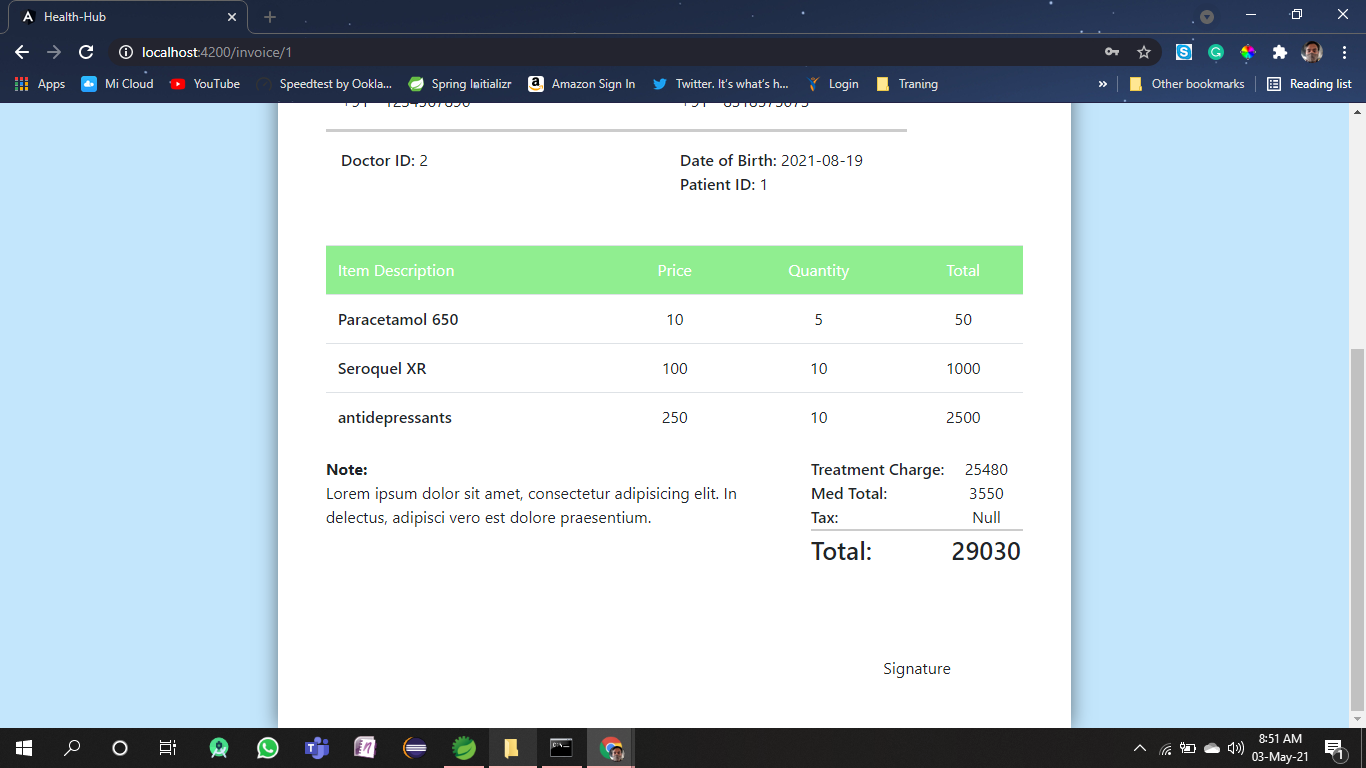 Health-Hub
localhost:4200/invoice/1
Apps Mi Cloud YouTube Speedtest by Ookla... Spring Initializr Amazon Sign In Twitter. It's what's h... Login Traning » Other bookmarks Reading list
Doctor ID: 2
Date of Birth: 2021-08-19
Patient ID: 1
Item Description Price Quantity Total
Paracetamol 650 10 5 50
Seroquel XR 100 10 1000
antidepressants 250 10 2500
Note:
Lorem ipsum dolor sit amet, consectetur adipisicing elit. In
delectus, adipisci vero est dolore praesentium.
Treatment Charge: 25480
Med Total: 3550
Tax: Null
Total: 29030
Signature
8:51 AM
03-May-21
1